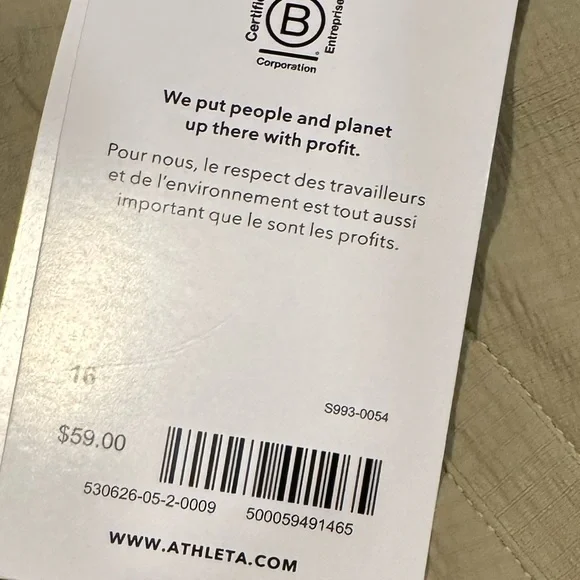 Certifi
B
Entreprise
Corporation
We put people and planet
up there with profit.
Pour nous, le respect des travailleurs
et de l'environnement est tout aussi
important que le sont les profits.
16
S993-0054
$59.00
530626-05-2-0009 500059491465
WWW.ATHLETA.COM